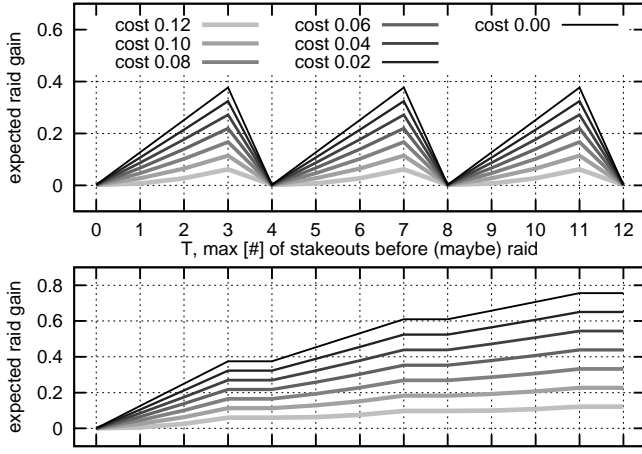 expected raid gain
0.6
0.4
0.2
0
cost 0.12 cost 0.06 cost 0.00
cost 0.10 cost 0.04
cost 0.08 cost 0.02
0 1 2 3 4 5 6 7 8 9 10 11 12
T, max [#] of stakeouts before (maybe) raid
expected raid gain
0.8
0.6
0.4
0.2
0